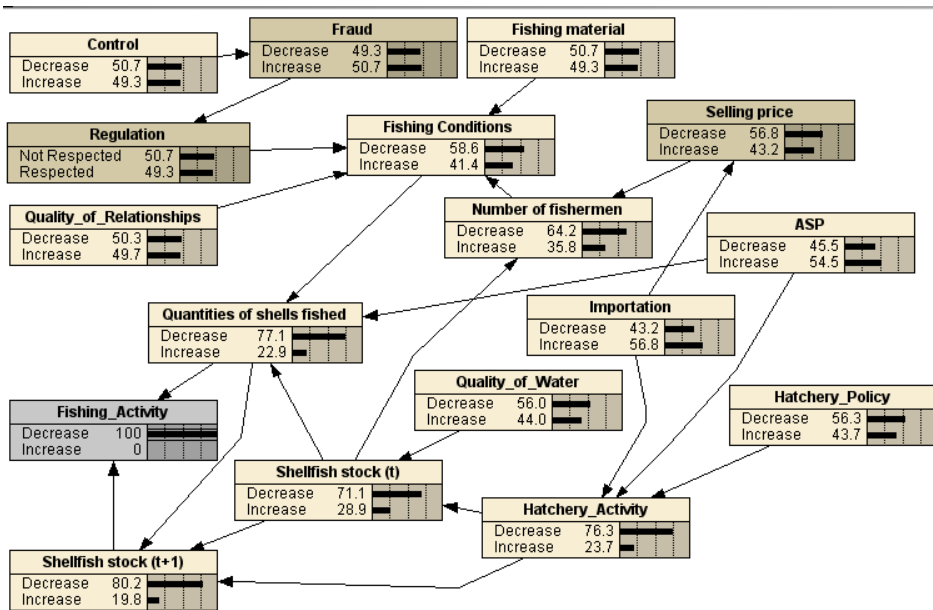 Control
Decrease 50.7
Increase 49.3
Fraud
Decrease 49.3
Increase 50.7
Fishing material
Decrease 50.7
Increase 49.3
Regulation
Not Respected 50.7
Respected 49.3
Fishing Conditions
Decrease 58.6
Increase 41.4
Selling price
Decrease 56.8
Increase 43.2
Quality_of_Relationships
Decrease 50.3
Increase 49.7
Number of fishermen
Decrease 64.2
Increase 35.8
ASP
Decrease 45.5
Increase 54.5
Quantities of shells fished
Decrease 77.1
Increase 22.9
Importation
Decrease 43.2
Increase 56.8
Fishing_Activity
Decrease 100
Increase 0
Quality_of_Water
Decrease 56.0
Increase 44.0
Hatchery_Policy
Decrease 56.3
Increase 43.7
Shellfish stock (t)
Decrease 71.1
Increase 28.9
Hatchery_Activity
Decrease 76.3
Increase 23.7
Shellfish stock (t+1)
Decrease 80.2
Increase 19.8